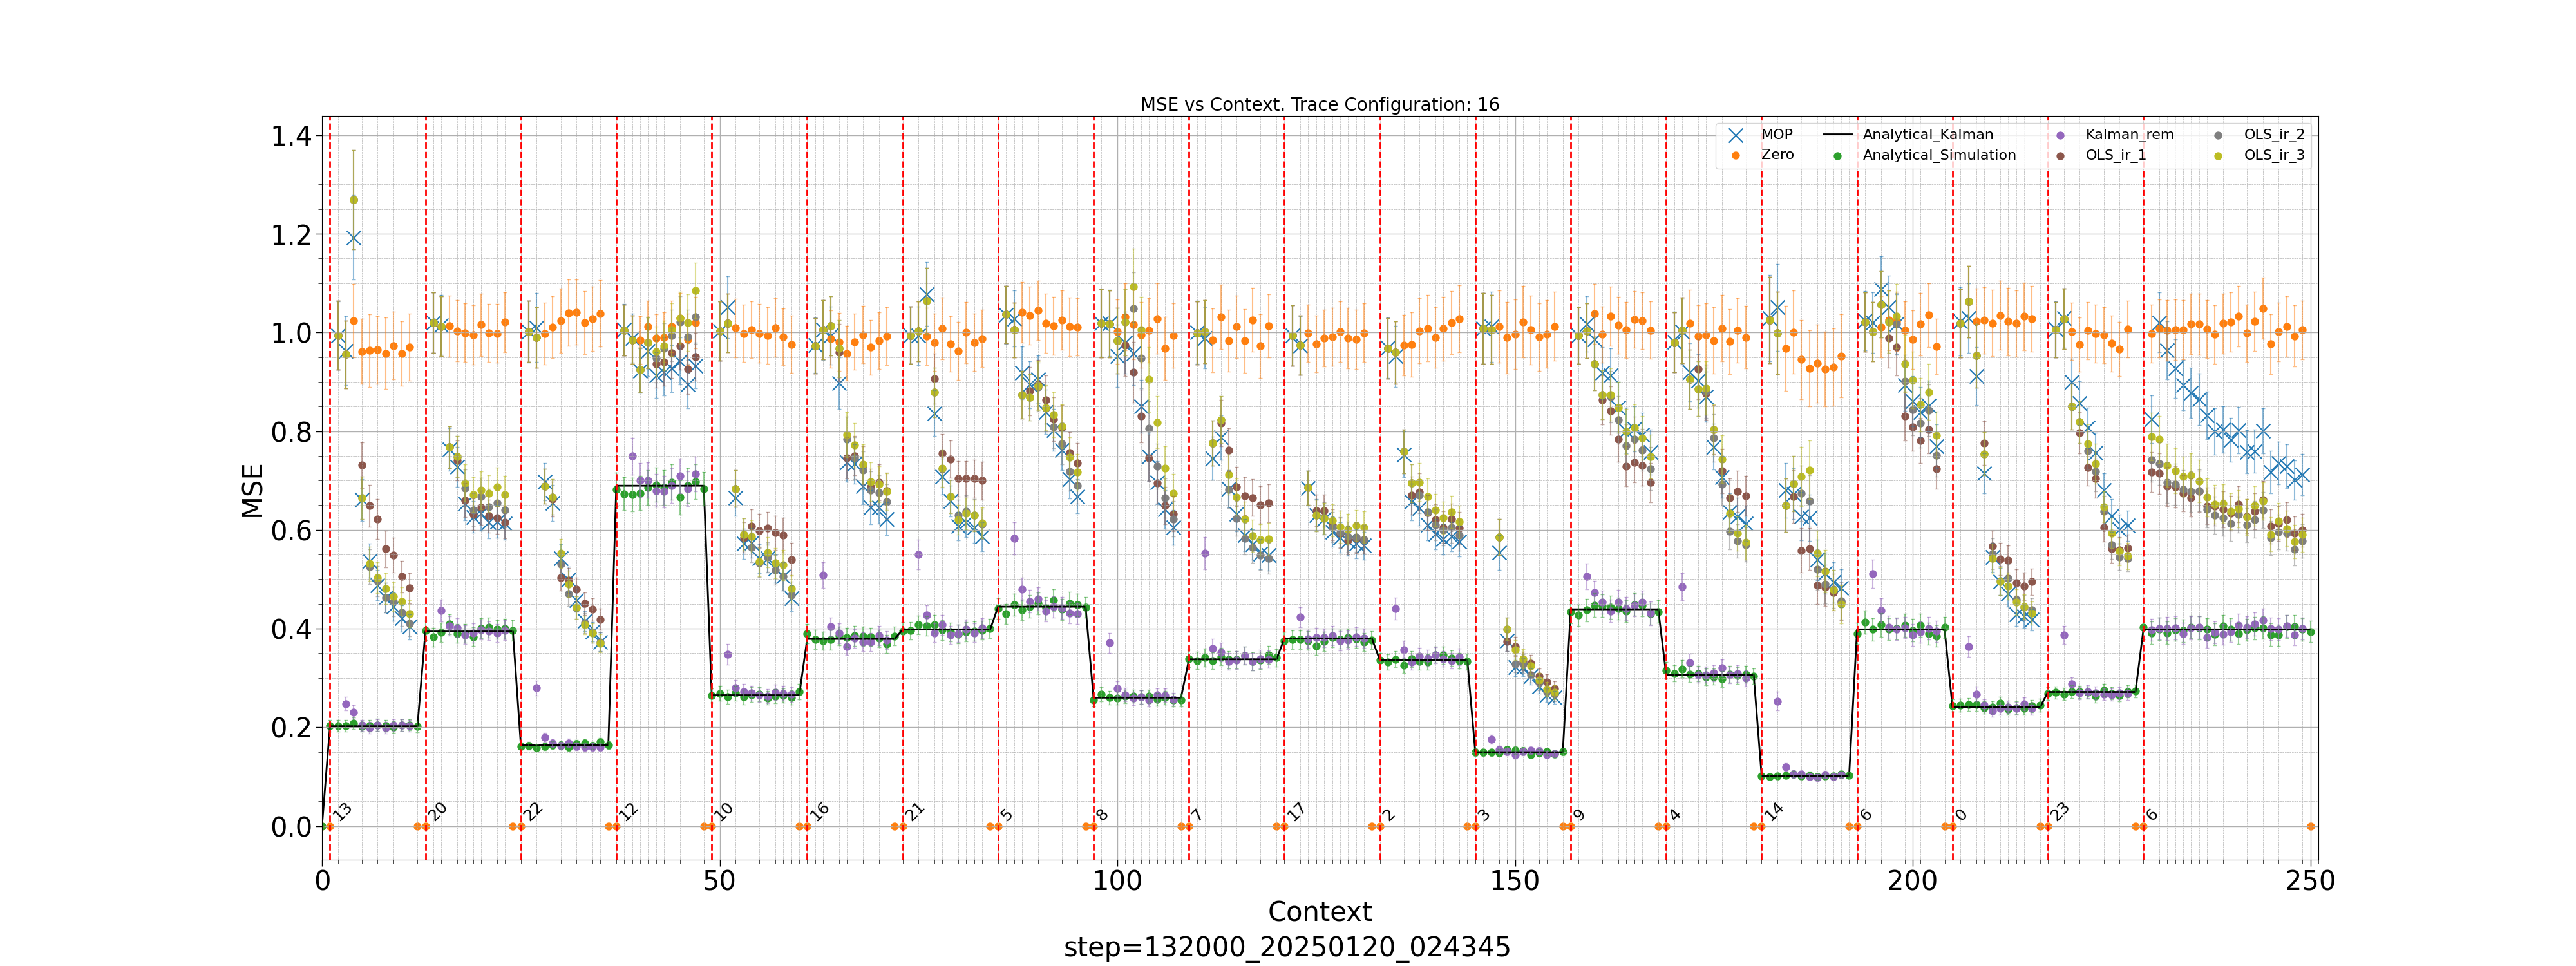 MSE vs Context. Trace Configuration: 16
MOP
Zero
Analytical_Kalman
Analytical_Simulation
Kalman_rem
OLS_ir_1
OLS_ir_2
OLS_ir_3
MSE
1.4
1.2
1.0
0.8
0.6
0.4
0.2
0.0
13 20 22 12 10 16 21 5 8 7 17 2 3 9 4 14 6 0 23 6
0 50 100 150 200 250
Context
step=132000_20250120_024345